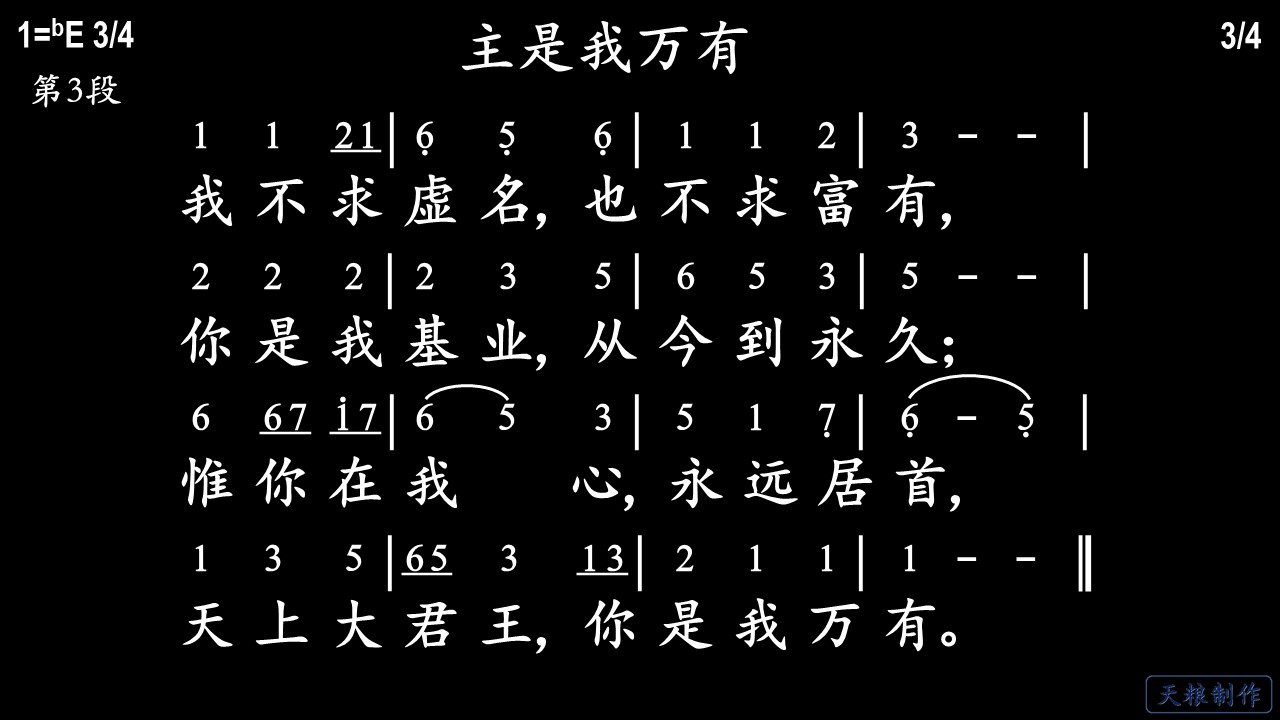 1=ᵇE 3/4
主是我万有
3/4
第3段
1 1 21 | 6̣ 5̣ 6̣ | 1 1 2 | 3 – – |
我不求虚名,也不求富有,
2 2 2 | 2 3 5 | 6 5 3 | 5 – – |
你是我基业,从今到永久;
6 67 i7 | 6 5 3 | 5 1 7̣ | 6̣ – 5̣ |
惟你在我 心,永远居首,
1 3 5 | 65 3 13 | 2 1 1 | 1 – – ‖
天上大君王,你是我万有。
天粮制作